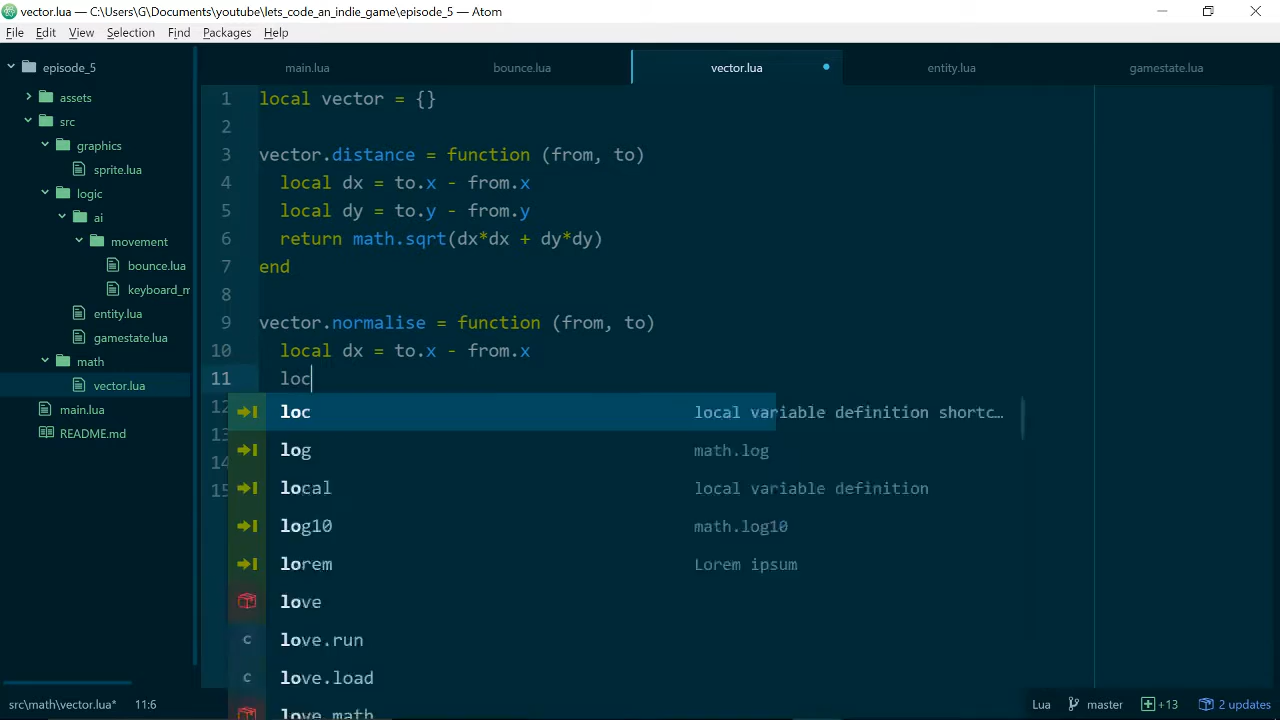 vector.lua — C:\Users\G\Documents\youtube\lets_code_an_indie_game\episode_5 — Atom
File Edit View Selection Find Packages Help
episode_5
assets
src
graphics
sprite.lua
logic
ai
movement
bounce.lua
keyboard_m
entity.lua
gamestate.lua
math
vector.lua
main.lua
README.md
main.lua bounce.lua vector.lua entity.lua gamestate.lua
1 local vector = {}
2
3 vector.distance = function (from, to)
4 local dx = to.x - from.x
5 local dy = to.y - from.y
6 return math.sqrt(dx*dx + dy*dy)
7 end
8
9 vector.normalise = function (from, to)
10 local dx = to.x - from.x
11 loc
12
13
14
15
loc local variable definition shortc…
log math.log
local local variable definition
log10 math.log10
lorem Lorem ipsum
love
C love.run
C love.load
love.math
src\math\vector.lua* 11:6 Lua master +13 2 updates